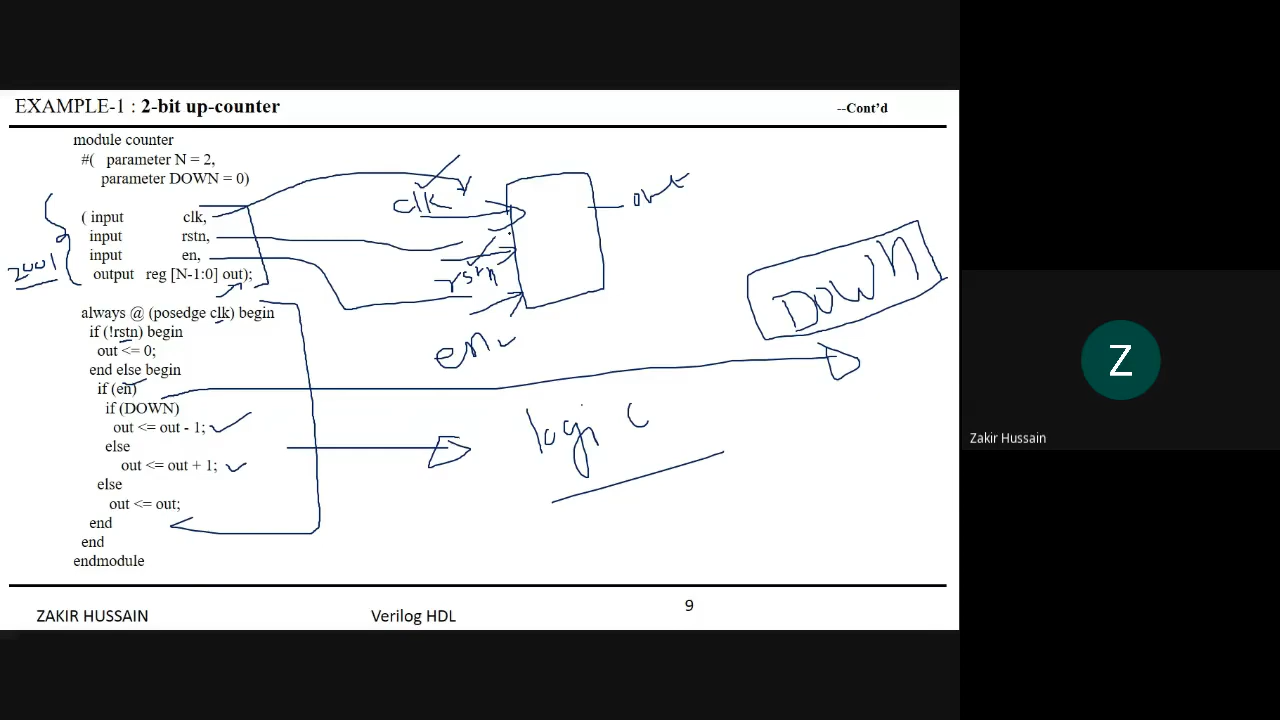 EXAMPLE-1 : 2-bit up-counter
--Cont'd
module counter
#( parameter N = 2,
parameter DOWN = 0)
( input clk,
input rstn,
input en,
output reg [N-1:0] out);
always @ (posedge clk) begin
if (!rstn) begin
out <= 0;
end else begin
if (en)
if (DOWN)
out <= out - 1;
else
out <= out + 1;
else
out <= out;
end
end
endmodule
2001
clk
rstn
en
out
DOWN
logic
ZAKIR HUSSAIN
Verilog HDL
9
Z
Zakir Hussain